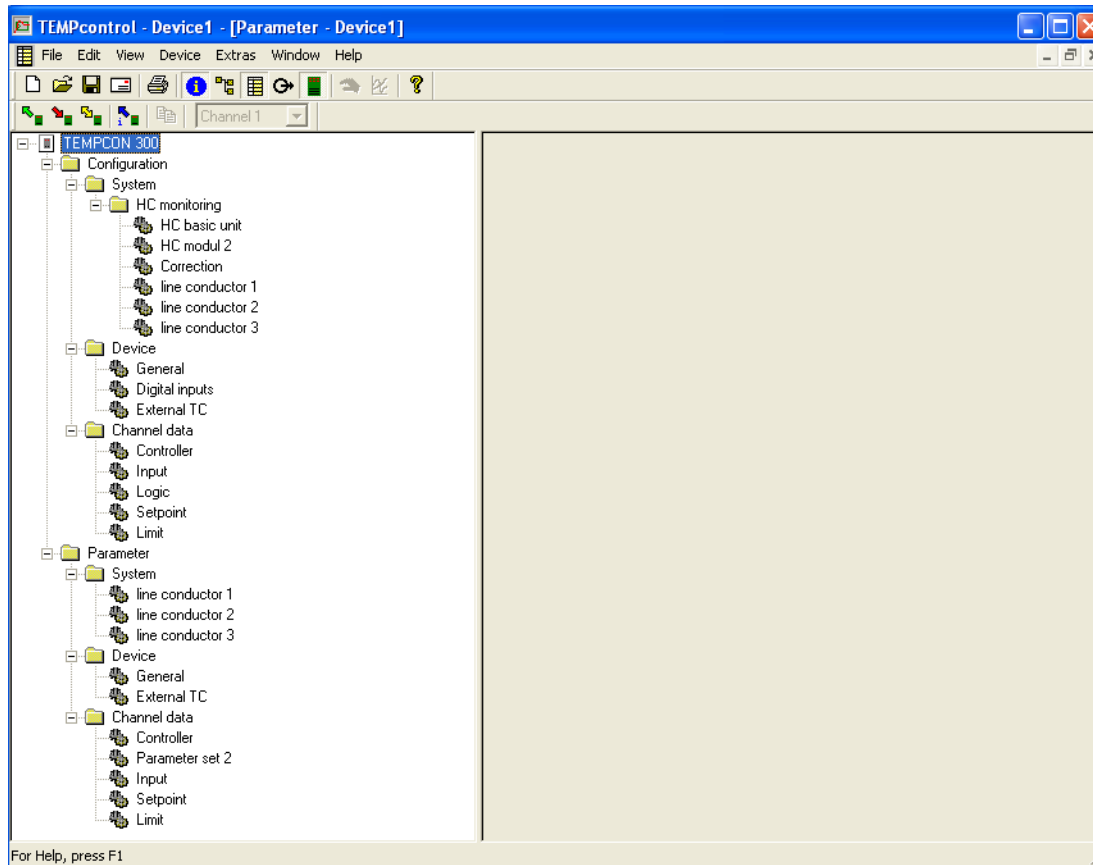 TEMPcontrol - Device1 - [Parameter - Device1]
File Edit View Device Extras Window Help
Channel 1
TEMPCON 300
Configuration
System
HC monitoring
HC basic unit
HC modul 2
Correction
line conductor 1
line conductor 2
line conductor 3
Device
General
Digital inputs
External TC
Channel data
Controller
Input
Logic
Setpoint
Limit
Parameter
System
line conductor 1
line conductor 2
line conductor 3
Device
General
External TC
Channel data
Controller
Parameter set 2
Input
Setpoint
Limit
For Help, press F1